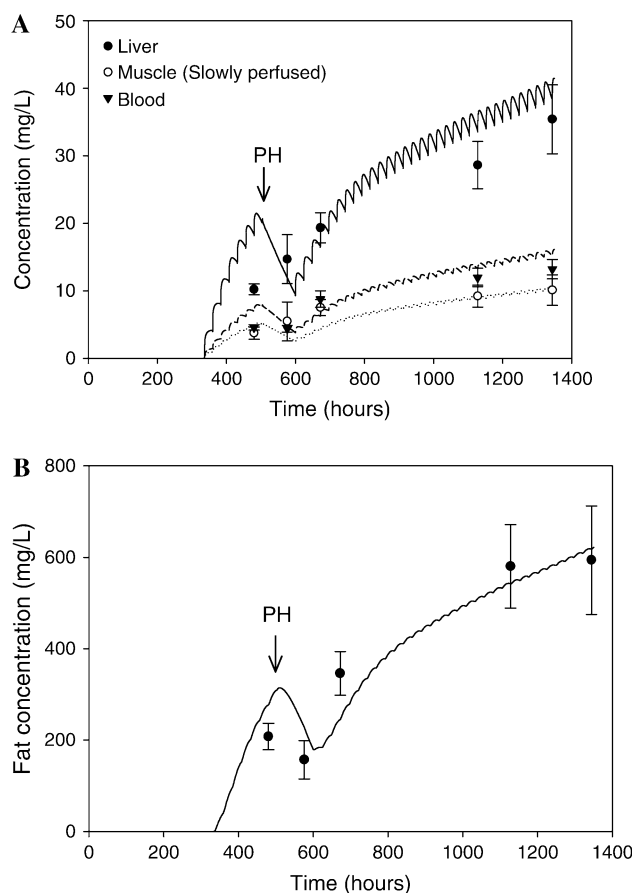 A
50
Liver
Muscle (Slowly perfused)
40
Blood
Concentration (mg/L)
30
PH
20
10
0
0 200 400 600 800 1000 1200 1400
Time (hours)
B
800
Fat concentration (mg/L)
600
PH
400
200
0
0 200 400 600 800 1000 1200 1400
Time (hours)